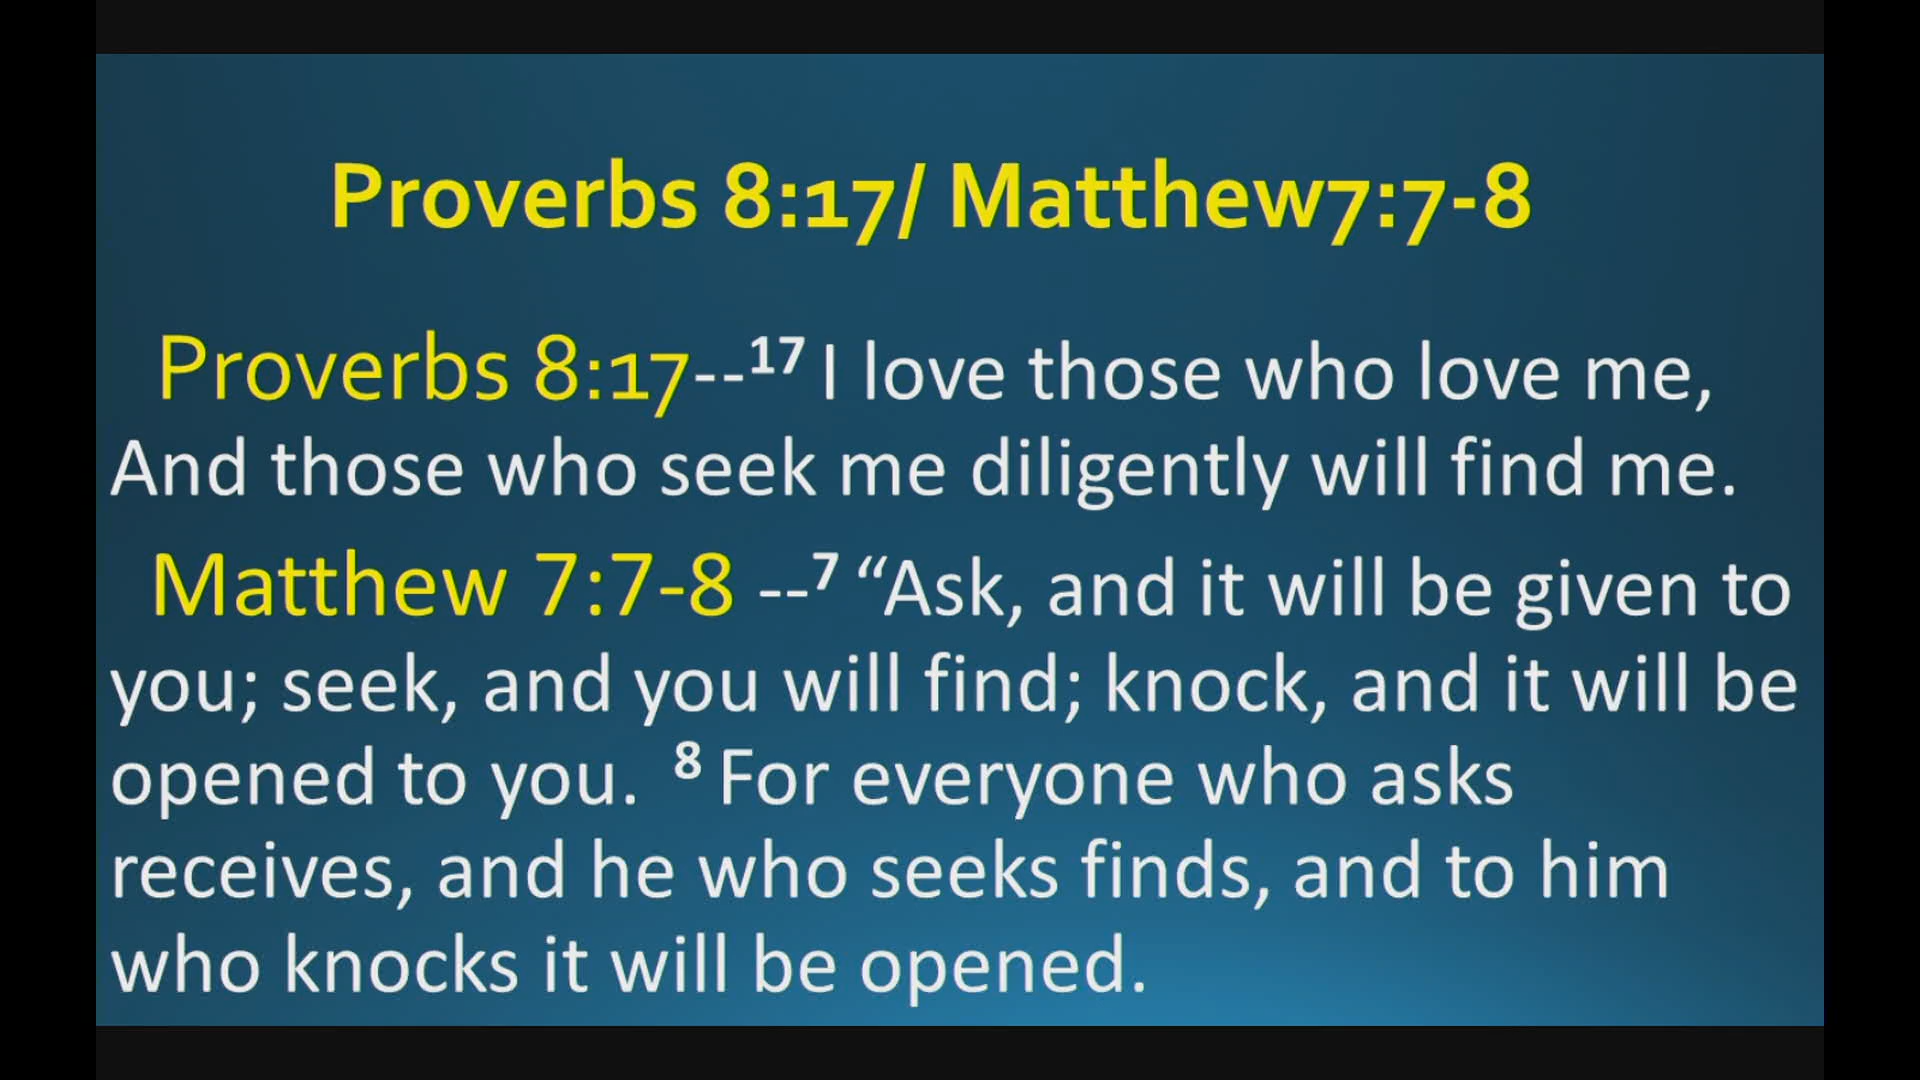 Proverbs 8:17/ Matthew7:7-8
Proverbs 8:17--17 I love those who love me,
And those who seek me diligently will find me.
Matthew 7:7-8 --7 “Ask, and it will be given to
you; seek, and you will find; knock, and it will be
opened to you. 8 For everyone who asks
receives, and he who seeks finds, and to him
who knocks it will be opened.